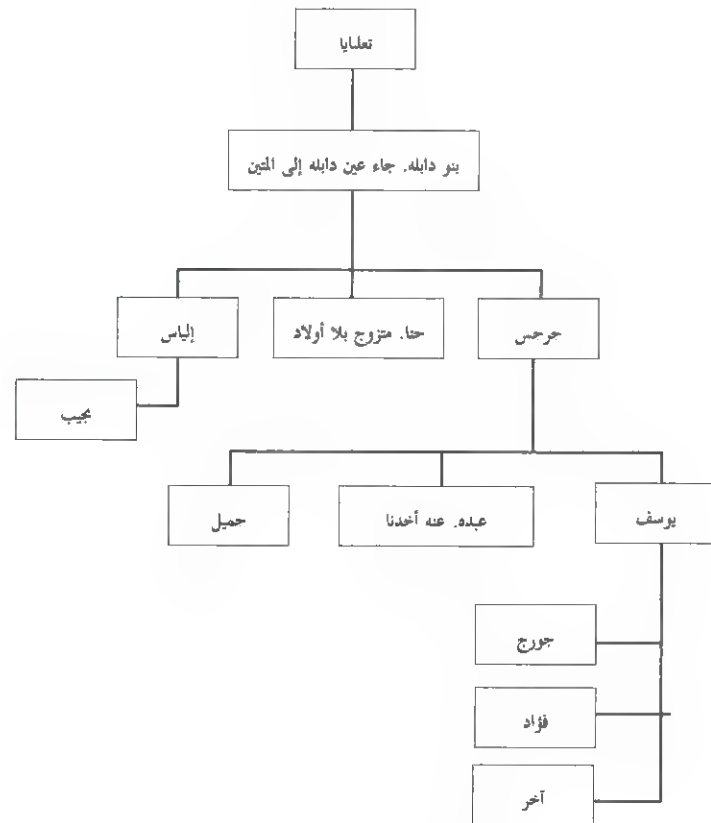 تعلبايا
بنو دابله. جاء عين دابله إلى المتين
جرجس
حنا. متزوج بلا أولاد
إلياس
نجيب
يوسف
عبده. عنه أخذنا
جميل
جورج
فؤاد
آخر